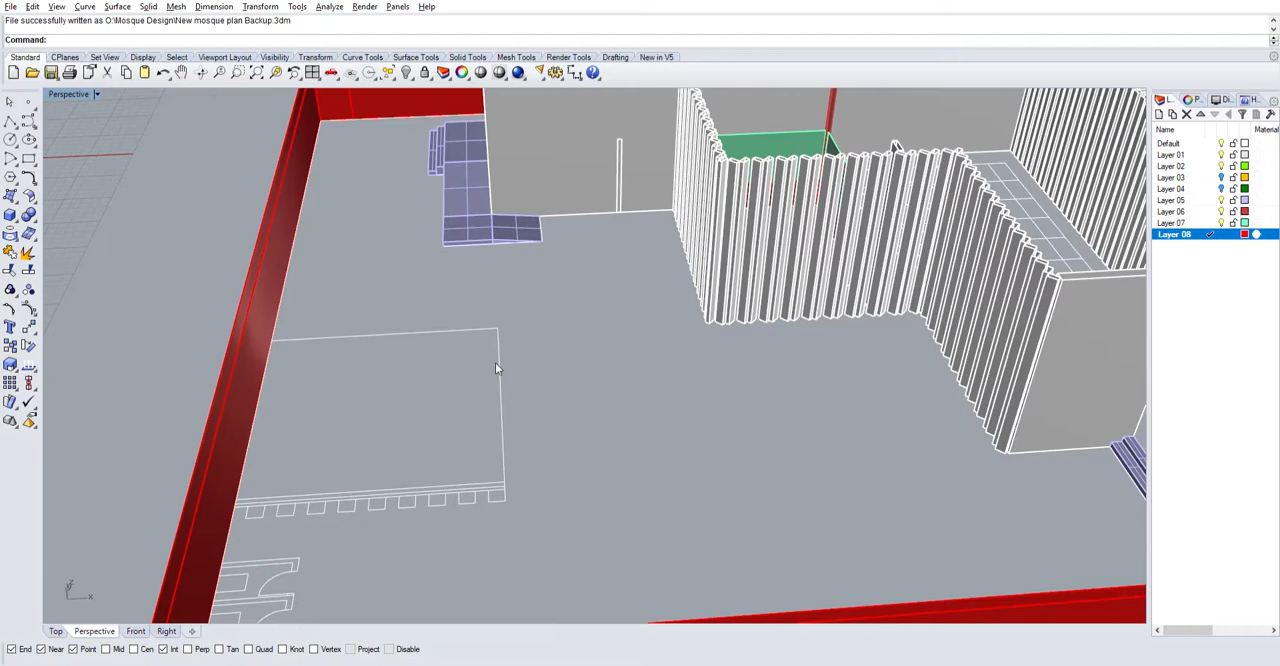 File Edit View Curve Surface Solid Mesh Dimension Transform Tools Analyze Render Panels Help
File successfully written as O:\Mosque Design\New mosque plan Backup.3dm
Command:
Standard CPlanes Set View Display Select Viewport Layout Visibility Transform Curve Tools Surface Tools Solid Tools Mesh Tools Render Tools Drafting New in V5
Perspective
L... P... Di... H...
Name Material
Default
Layer 01
Layer 02
Layer 03
Layer 04
Layer 05
Layer 06
Layer 07
Layer 08
x
Top Perspective Front Right
End Near Point Mid Cen Int Perp Tan Quad Knot Vertex Project Disable